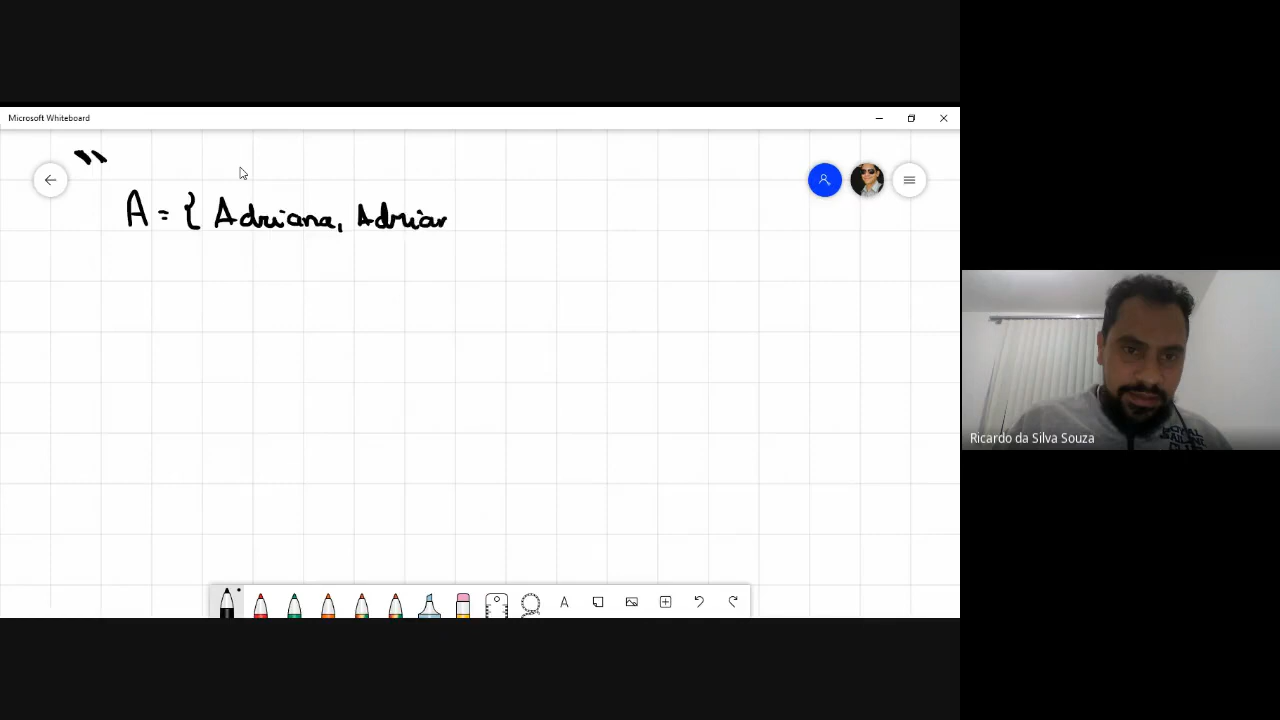 Microsoft Whiteboard
"
A = { Adriana, Adrian
A
Ricardo da Silva Souza